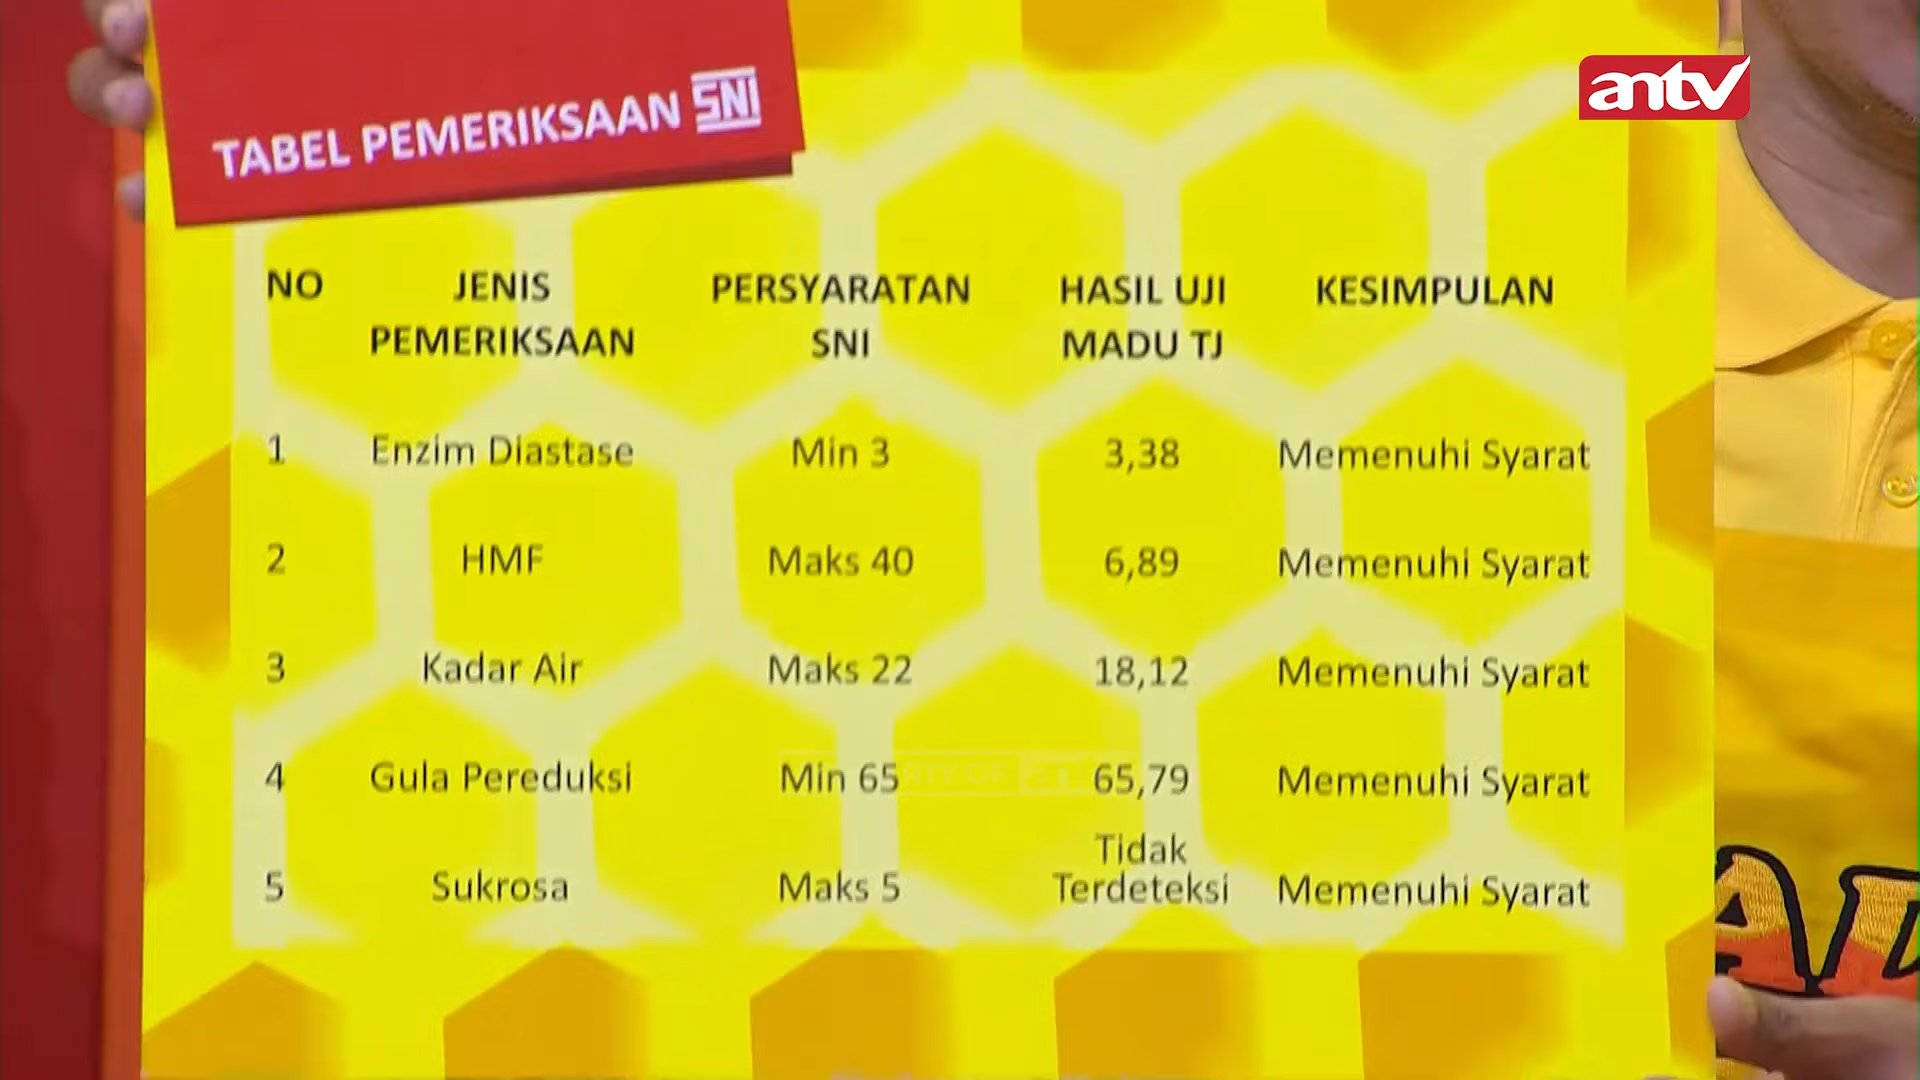 antv
TABEL PEMERIKSAAN SNI
NO JENIS PEMERIKSAAN PERSYARATAN SNI HASIL UJI MADU TJ KESIMPULAN
1 Enzim Diastase Min 3 3,38 Memenuhi Syarat
2 HMF Maks 40 6,89 Memenuhi Syarat
3 Kadar Air Maks 22 18,12 Memenuhi Syarat
4 Gula Pereduksi Min 65 65,79 Memenuhi Syarat
5 Sukrosa Maks 5 Tidak Terdeteksi Memenuhi Syarat